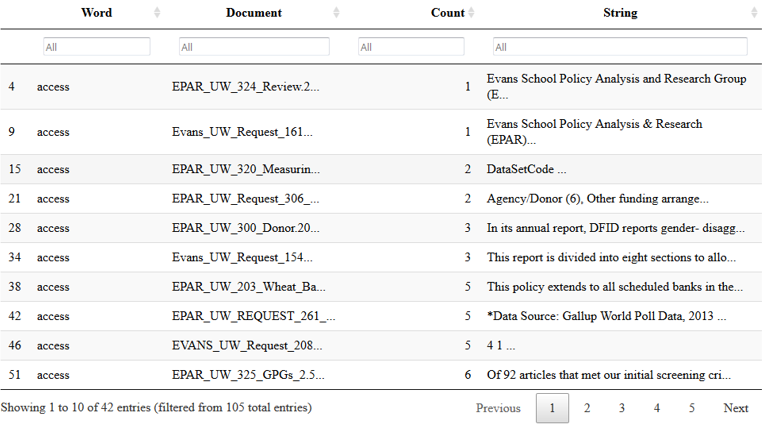 Word Document Count String
All All All All
4 access EPAR_UW_324_Review.2... 1 Evans School Policy Analysis and Research Group
(E...
9 access Evans_UW_Request_161... 1 Evans School Policy Analysis & Research
(EPAR)...
15 access EPAR_UW_320_Measurin... 2 DataSetCode ...
21 access EPAR_UW_Request_306_... 2 Agency/Donor (6), Other funding arrange...
28 access EPAR_UW_300_Donor.20... 3 In its annual report, DFID reports gender- disagg...
34 access Evans_UW_Request_154... 3 This report is divided into eight sections to allo...
38 access EPAR_UW_203_Wheat_Ba... 5 This policy extends to all scheduled banks in the...
42 access EPAR_UW_REQUEST_261_... 5 *Data Source: Gallup World Poll Data, 2013 ...
46 access EVANS_UW_Request_208... 5 4 1 ...
51 access EPAR_UW_325_GPGs_2.5... 6 Of 92 articles that met our initial screening cri...
Showing 1 to 10 of 42 entries (filtered from 105 total entries) Previous 1 2 3 4 5 Next